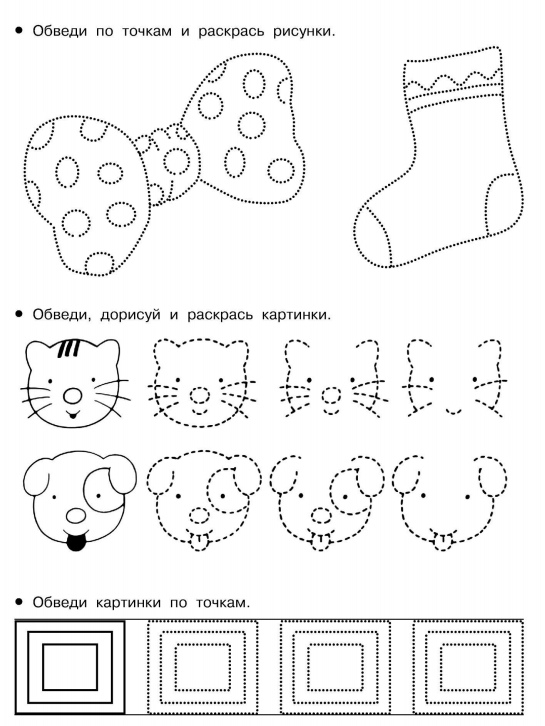 • Обведи по точкам и раскрась рисунки.
• Обведи, дорисуй и раскрась картинки.
• Обведи картинки по точкам.